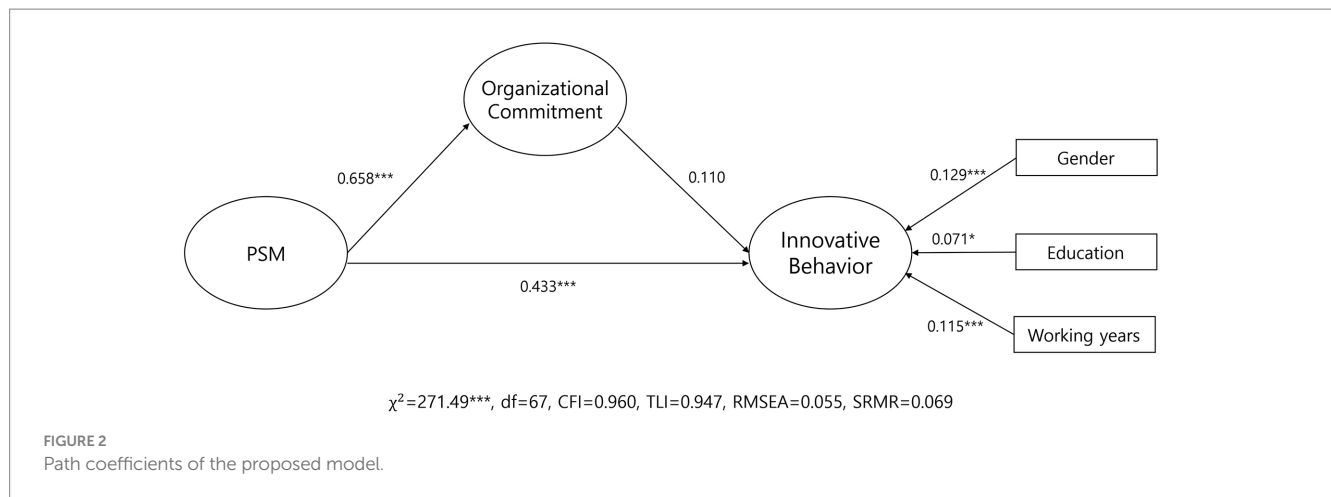 Organizational
Commitment
Gender
0.658***
0.110
0.129***
PSM
Innovative
Behavior
0.071*
Education
0.433***
0.115***
Working years
χ²=271.49***, df=67, CFI=0.960, TLI=0.947, RMSEA=0.055, SRMR=0.069
FIGURE 2
Path coefficients of the proposed model.